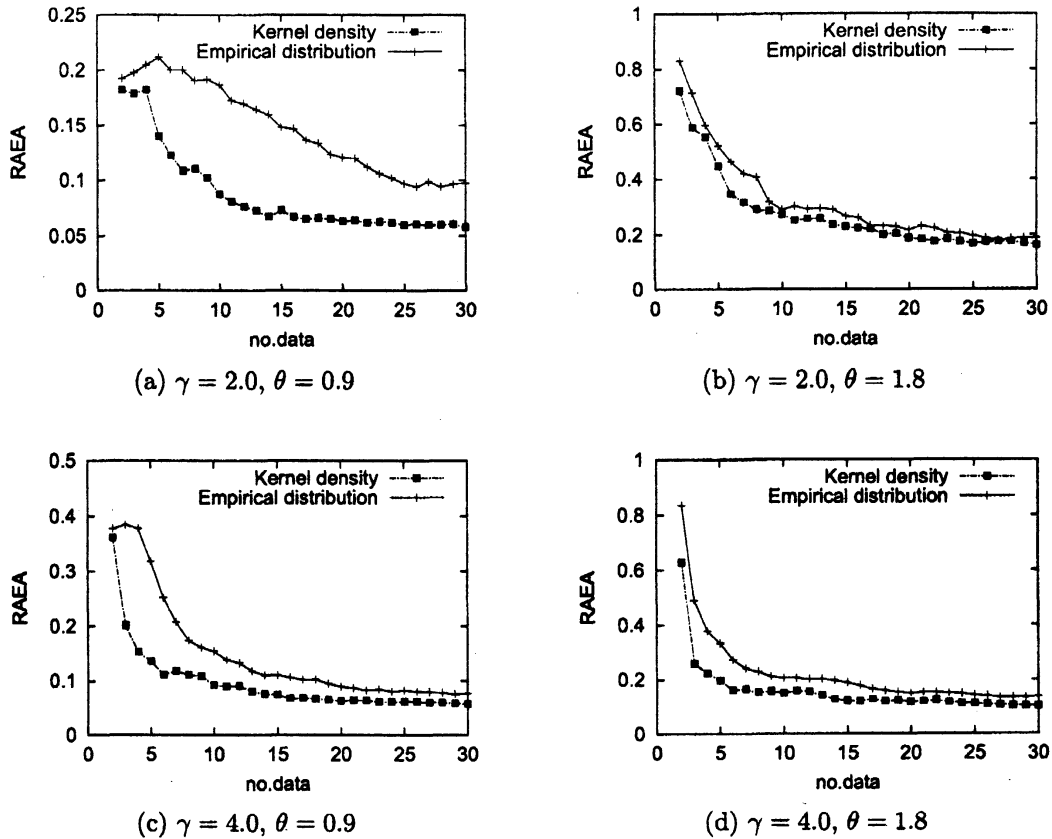 0.25
0.2
0.15
0.1
0.05
0
RAEA
Kernel density
Empirical distribution
0 5 10 15 20 25 30
no.data
(a) γ = 2.0, θ = 0.9
1
0.8
0.6
0.4
0.2
0
RAEA
Kernel density
Empirical distribution
0 5 10 15 20 25 30
no.data
(b) γ = 2.0, θ = 1.8
0.5
0.4
0.3
0.2
0.1
0
RAEA
Kernel density
Empirical distribution
0 5 10 15 20 25 30
no.data
(c) γ = 4.0, θ = 0.9
1
0.8
0.6
0.4
0.2
0
RAEA
Kernel density
Empirical distribution
0 5 10 15 20 25 30
no.data
(d) γ = 4.0, θ = 1.8